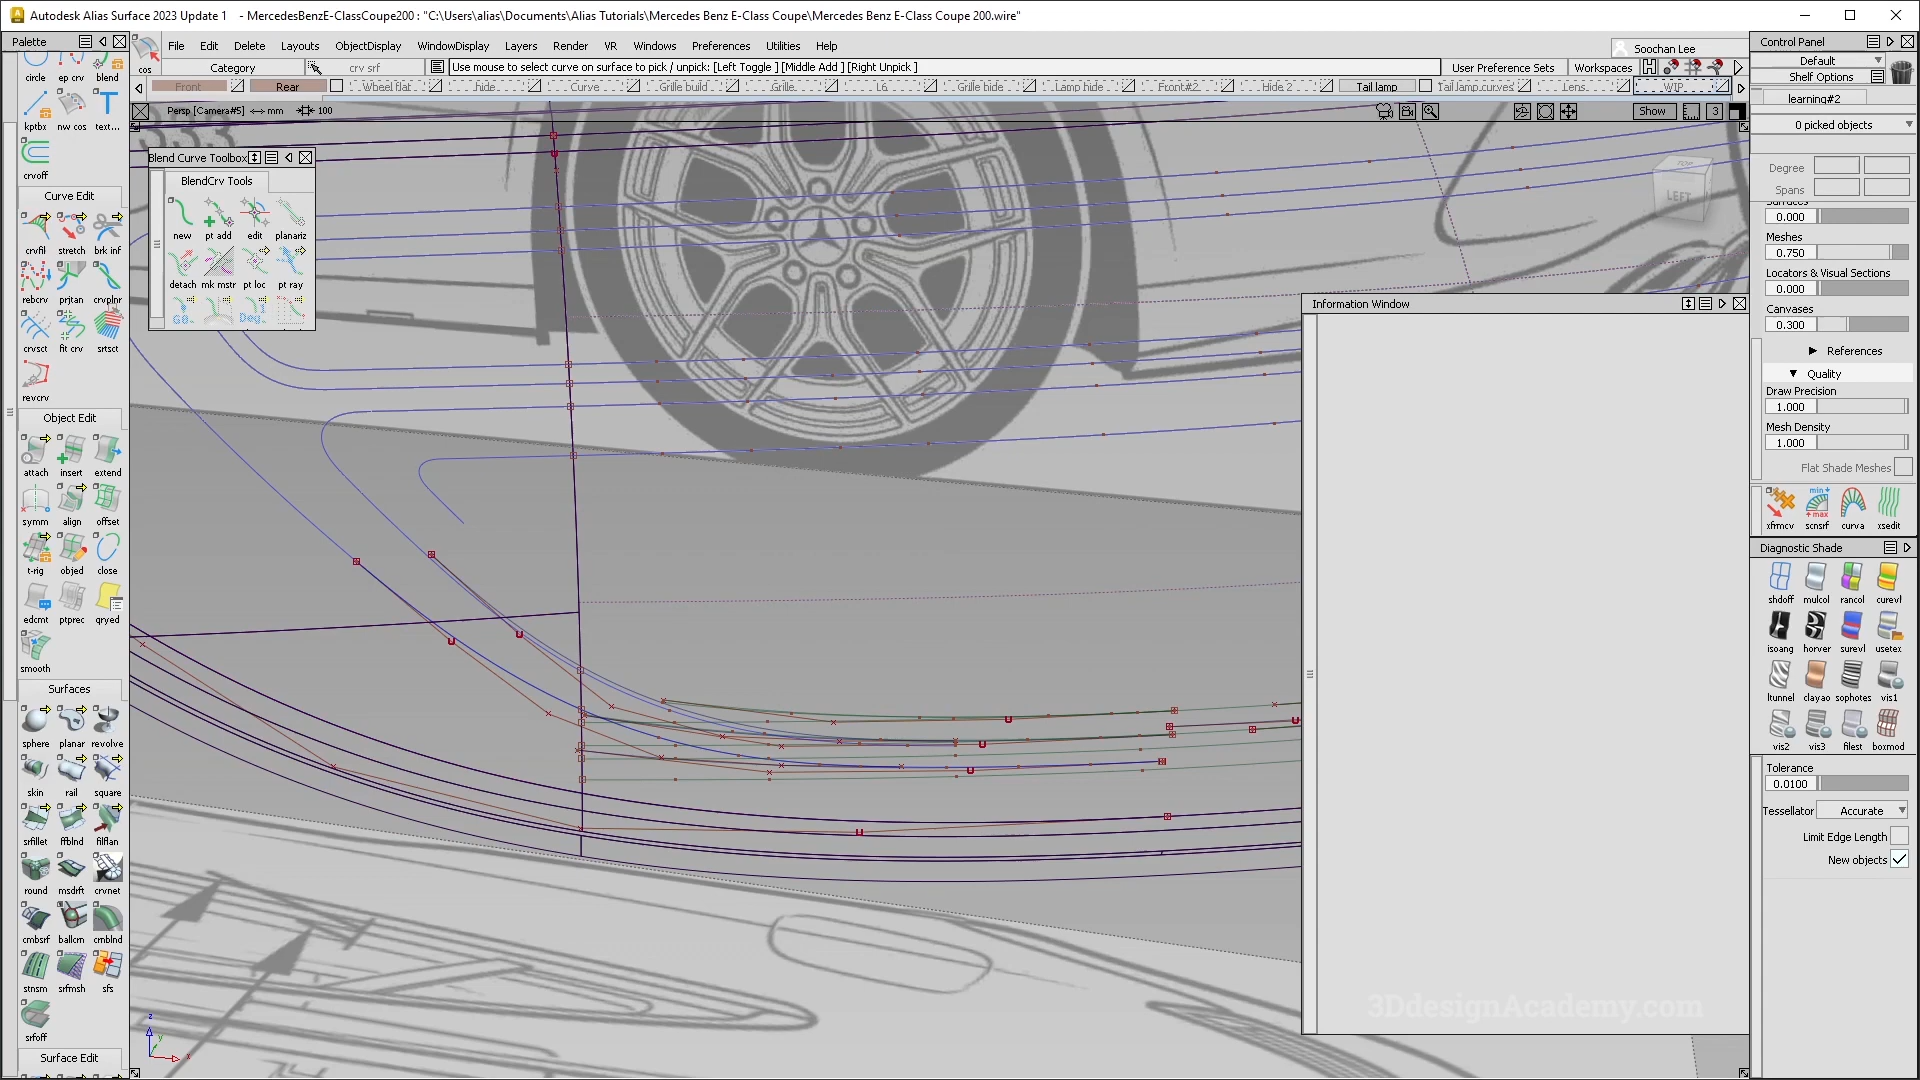 Autodesk Alias Surface 2023 Update 1 - MercedesBenzE-ClassCoupe200 : "C:\Users\alias\Documents\Alias Tutorials\Mercedes Benz E-Class Coupe\Mercedes Benz E-Class Coupe 200.wire"
Palette
File Edit Delete Layouts ObjectDisplay WindowDisplay Layers Render VR Windows Preferences Utilities Help
Soochan Lee
cos
Category
crv srf
Use mouse to select curve on surface to pick / unpick: [Left Toggle ] [Middle Add ] [Right Unpick ]
User Preference Sets
Workspaces
Front Rear Wheel flat hide Curve Grille build Grille L6 Grille hide Lamp hide Front#2 Hide 2 Tail lamp Tail lamp curves Lens WIP
Persp [Camera#5] <-> mm 100
Show
3
circle ep crv blend
kptbx nw cos text...
crvoff
Curve Edit
crvfil stretch brk inf
rebcrv prjtan crvplnr
crvsct fit crv srtsct
revcrv
Object Edit
attach insert extend
symm align offset
t-rig objed close
edcmt ptprec qryed
smooth
Surfaces
sphere planar revolve
skin rail square
srfillet ffblnd filflan
round msdrft crvnet
cmbsrf ballcrn cmblnd
stnsm srfmsh sfs
srfoff
Surface Edit
Blend Curve Toolbox
BlendCrv Tools
new pt add edit planariz
detach mk mstr pt loc pt ray
TOP
LEFT
Information Window
3DdesignAcademy.com
z
y
x
Control Panel
Default
Shelf Options
learning#2
0 picked objects
Degree
Spans
Surfaces
0.000
Meshes
0.750
Locators & Visual Sections
0.000
Canvases
0.300
References
Quality
Draw Precision
1.000
Mesh Density
1.000
Flat Shade Meshes
xfrmcv scnsrf curva xsedit
Diagnostic Shade
shdoff mulcol rancol curevl
isoang horver surevl usetex
ltunnel clayao sophotes vis1
vis2 vis3 filest boxmod
Tolerance
0.0100
Tessellator Accurate
Limit Edge Length
New objects